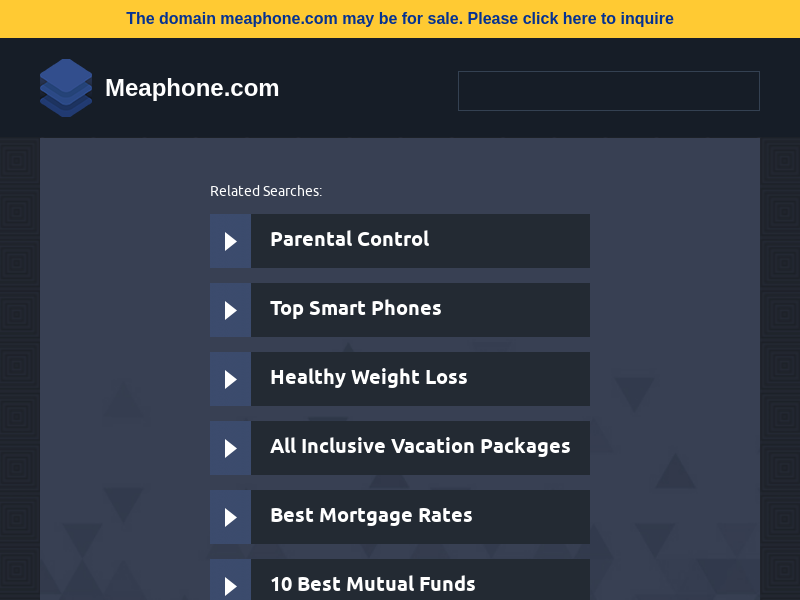 The domain meaphone.com may be for sale. Please click here to inquire
Meaphone.com
Related Searches:
Parental Control
Top Smart Phones
Healthy Weight Loss
All Inclusive Vacation Packages
Best Mortgage Rates
10 Best Mutual Funds